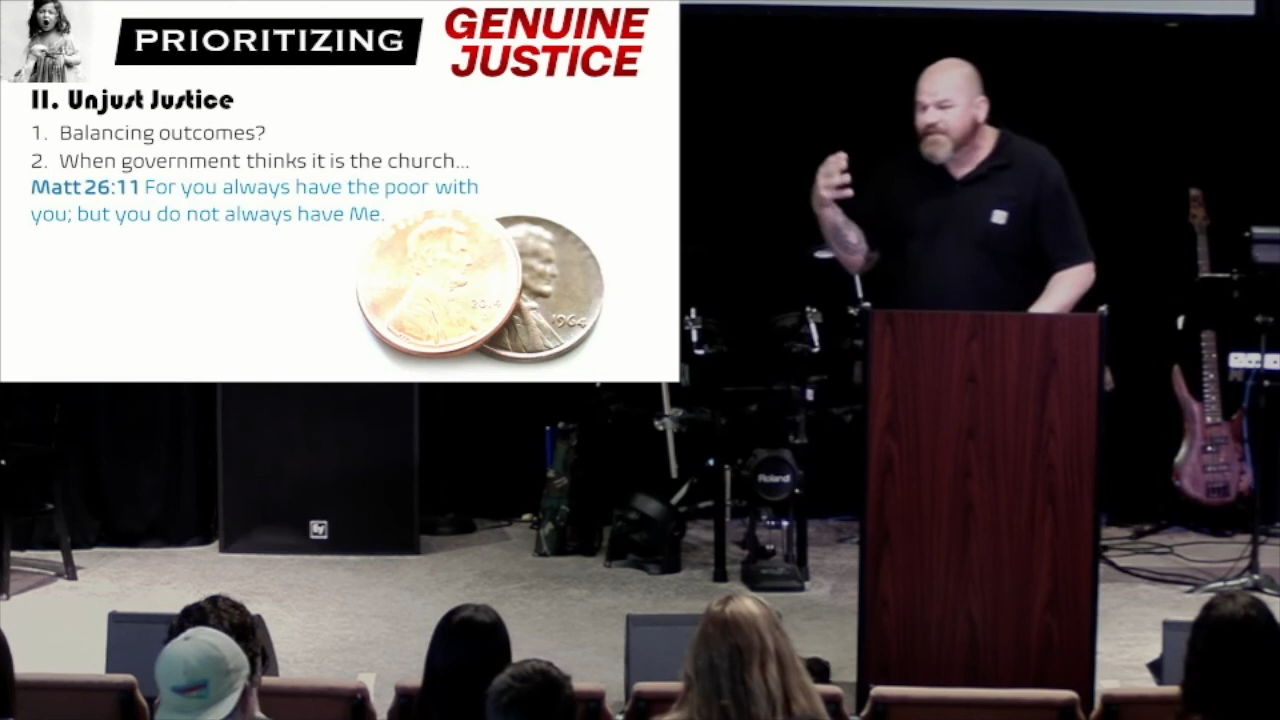 PRIORITIZING
GENUINE
JUSTICE
II. Unjust Justice
1. Balancing outcomes?
2. When government thinks it is the church...
Matt 26:11 For you always have the poor with
you; but you do not always have Me.
2014
1964
Roland
EV